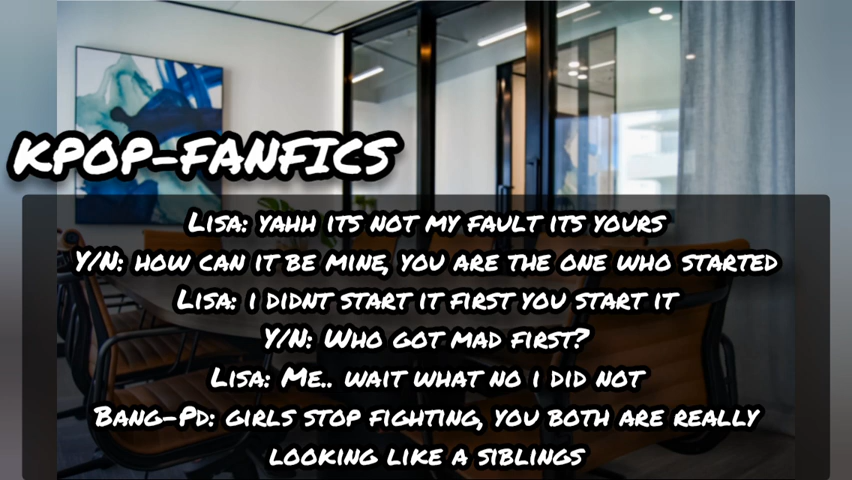 KPOP-FANFICS
Lisa: yahh its not my fault its yours
Y/N: how can it be mine, you are the one who started
Lisa: i didnt start it first you start it
Y/N: Who got mad first?
Lisa: Me.. wait what no i did not
Bang-Pd: girls stop fighting, you both are really
looking like a siblings